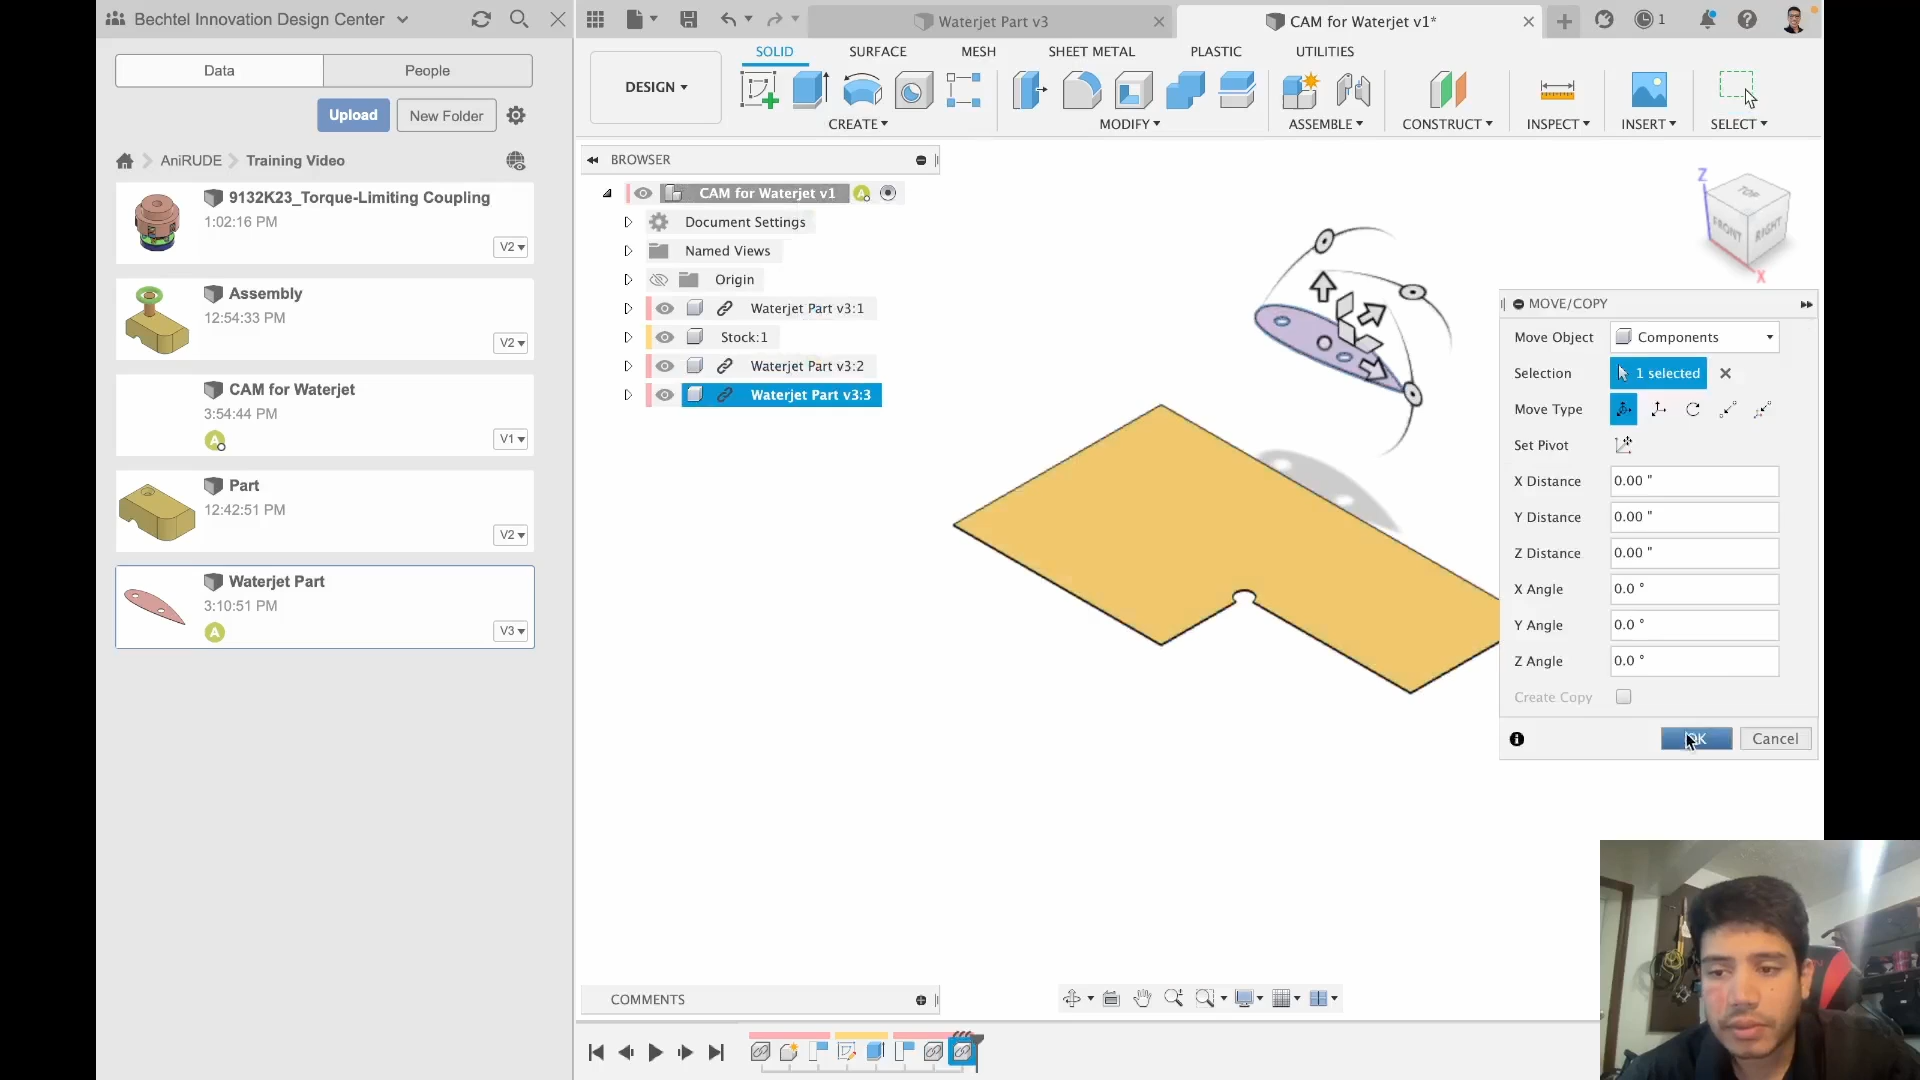 Bechtel Innovation Design Center
Data
People
Upload
New Folder
AniRUDE
Training Video
9132K23_Torque-Limiting Coupling
1:02:16 PM
V2
Assembly
12:54:33 PM
V2
CAM for Waterjet
3:54:44 PM
A
V1
Part
12:42:51 PM
V2
Waterjet Part
3:10:51 PM
A
V3
Waterjet Part v3
CAM for Waterjet v1*
1
DESIGN
SOLID
SURFACE
MESH
SHEET METAL
PLASTIC
UTILITIES
CREATE
MODIFY
ASSEMBLE
CONSTRUCT
INSPECT
INSERT
SELECT
BROWSER
CAM for Waterjet v1
A
Document Settings
Named Views
Origin
Waterjet Part v3:1
Stock:1
Waterjet Part v3:2
Waterjet Part v3:3
Z
TOP
FRONT
RIGHT
X
MOVE/COPY
Move Object
Components
Selection
1 selected
Move Type
Set Pivot
X Distance
0.00 "
Y Distance
0.00 "
Z Distance
0.00 "
X Angle
0.0 °
Y Angle
0.0 °
Z Angle
0.0 °
Create Copy
OK
Cancel
COMMENTS